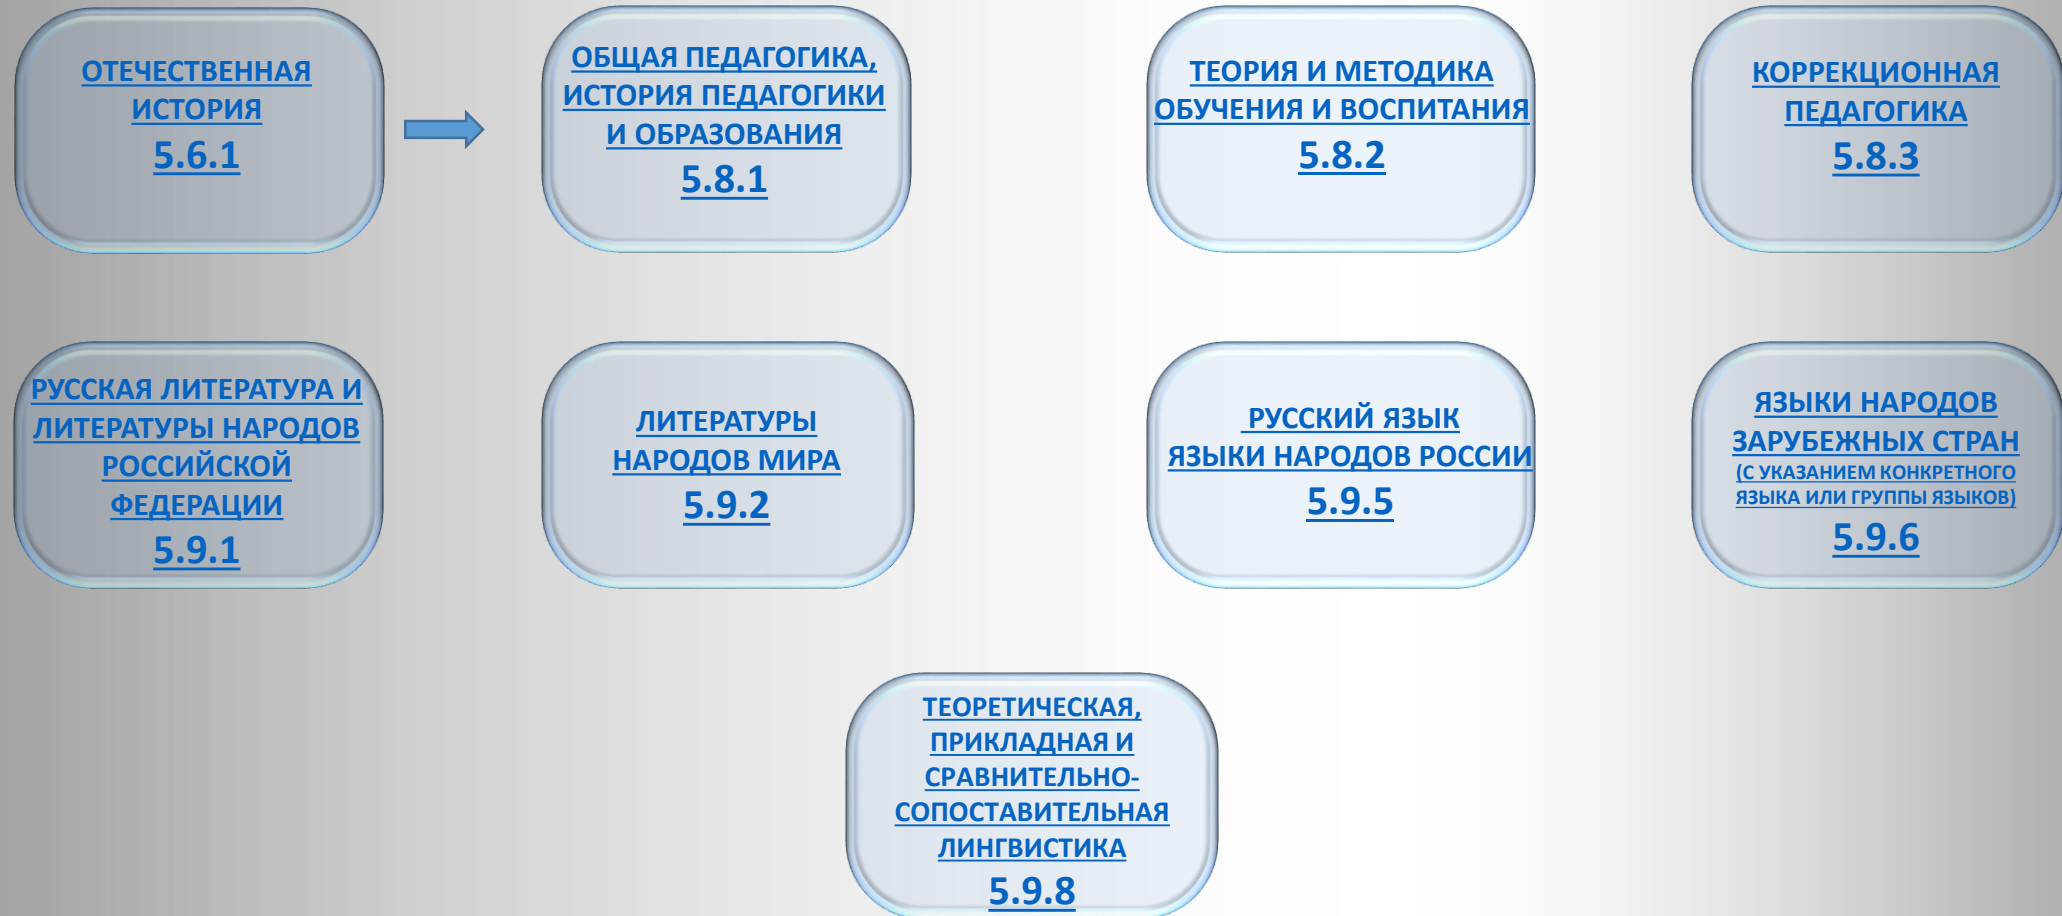 ОТЕЧЕСТВЕННАЯ
ИСТОРИЯ
5.6.1
ОБЩАЯ ПЕДАГОГИКА,
ИСТОРИЯ ПЕДАГОГИКИ
И ОБРАЗОВАНИЯ
5.8.1
ТЕОРИЯ И МЕТОДИКА
ОБУЧЕНИЯ И ВОСПИТАНИЯ
5.8.2
КОРРЕКЦИОННАЯ
ПЕДАГОГИКА
5.8.3
РУССКАЯ ЛИТЕРАТУРА И
ЛИТЕРАТУРЫ НАРОДОВ
РОССИЙСКОЙ
ФЕДЕРАЦИИ
5.9.1
ЛИТЕРАТУРЫ
НАРОДОВ МИРА
5.9.2
РУССКИЙ ЯЗЫК
ЯЗЫКИ НАРОДОВ РОССИИ
5.9.5
ЯЗЫКИ НАРОДОВ
ЗАРУБЕЖНЫХ СТРАН
(С УКАЗАНИЕМ КОНКРЕТНОГО
ЯЗЫКА ИЛИ ГРУППЫ ЯЗЫКОВ)
5.9.6
ТЕОРЕТИЧЕСКАЯ,
ПРИКЛАДНАЯ И
СРАВНИТЕЛЬНО-
СОПОСТАВИТЕЛЬНАЯ
ЛИНГВИСТИКА
5.9.8